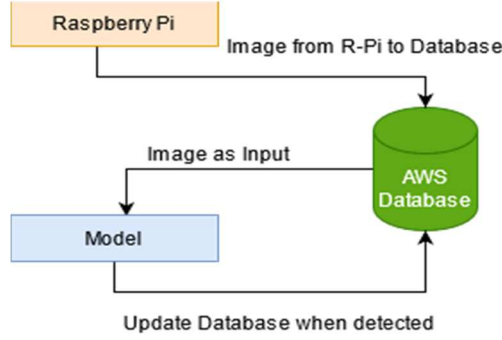 Raspberry Pi
Image from R-Pi to Database
Image as Input
AWS
Database
Model
Update Database when detected